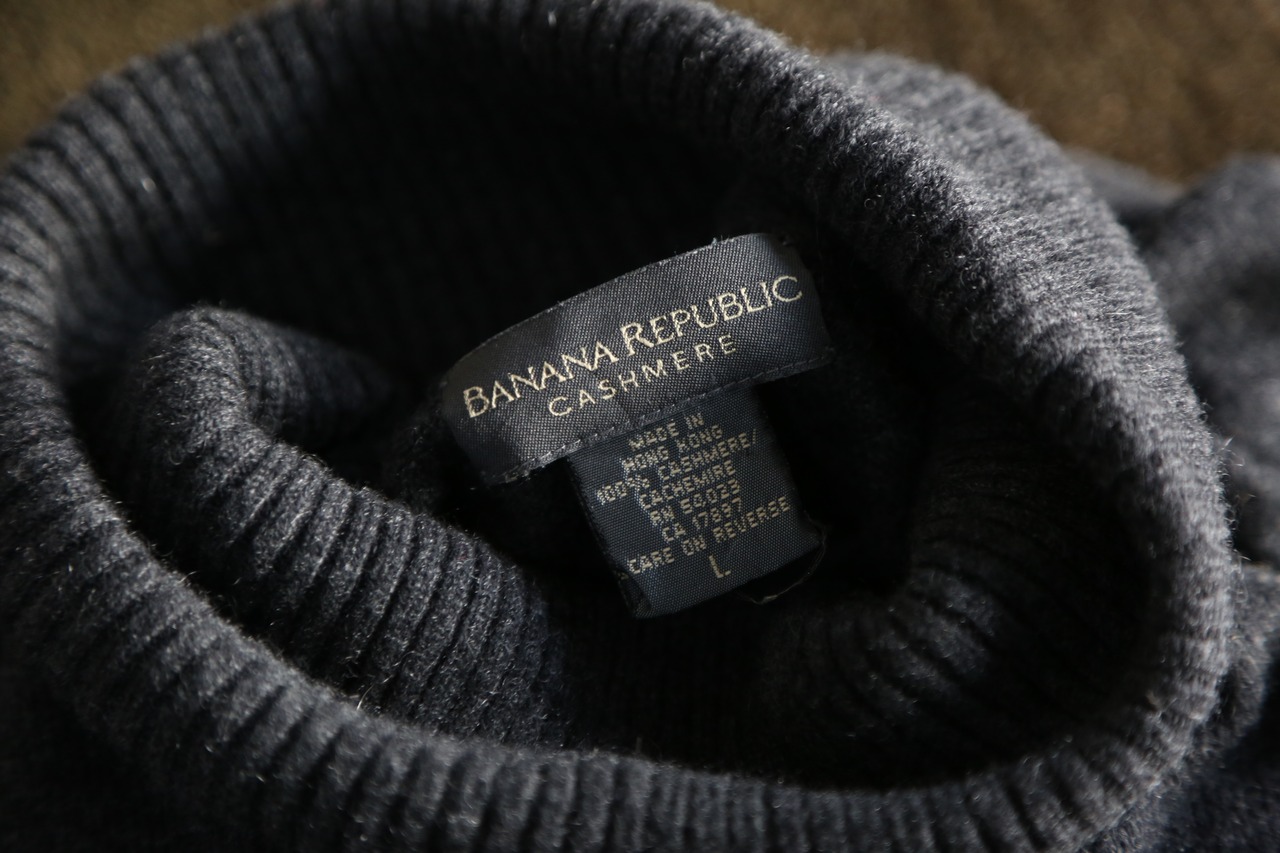 BANANA REPUBLIC
CASHMERE
MADE IN
HONG KONG
100% CASHMERE/
CACHEMIRE
RN 54023
CA 17897
CARE ON REVERSE
L